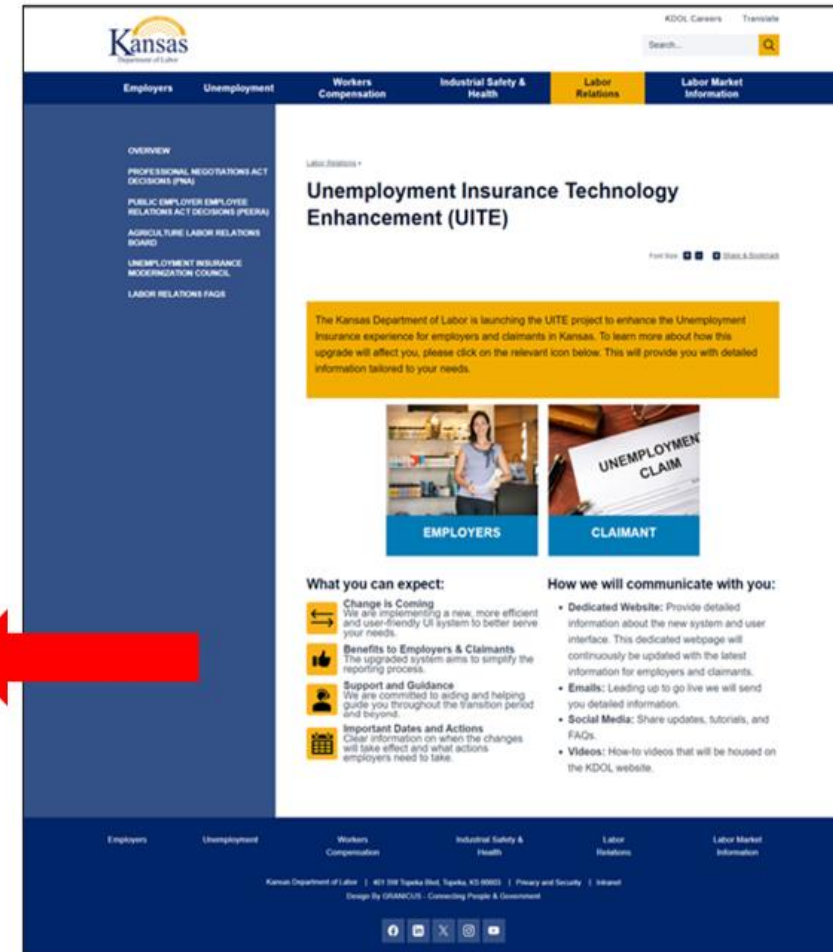 KDOL Careers Translate
Kansas
Department of Labor
Search...
Employers Unemployment Workers Compensation Industrial Safety & Health Labor Relations Labor Market Information
OVERVIEW
PROFESSIONAL NEGOTIATIONS ACT
DECISIONS (PNA)
PUBLIC EMPLOYER EMPLOYEE
RELATIONS ACT DECISIONS (PEERA)
AGRICULTURE LABOR RELATIONS
BOARD
UNEMPLOYMENT INSURANCE
MODERNIZATION COUNCIL
LABOR RELATIONS FAQS
Labor Relations
Unemployment Insurance Technology
Enhancement (UITE)
Font Size Share & Bookmark
The Kansas Department of Labor is launching the UITE project to enhance the Unemployment
Insurance experience for employers and claimants in Kansas. To learn more about how this
upgrade will affect you, please click on the relevant icon below. This will provide you with detailed
information tailored to your needs.
UNEMPLOYMENT
CLAIM
EMPLOYERS
CLAIMANT
What you can expect:
Change is Coming
We are implementing a new, more efficient
and user-friendly UI system to better serve
your needs.
Benefits to Employers & Claimants
The upgraded system aims to simplify the
reporting process.
Support and Guidance
We are committed to aiding and helping
guide you throughout the transition period
and beyond.
Important Dates and Actions
Clear information on when the changes
will take effect and what actions
employers need to take.
How we will communicate with you:
• Dedicated Website: Provide detailed
information about the new system and user
interface. This dedicated webpage will
continuously be updated with the latest
information for employers and claimants.
• Emails: Leading up to go live we will send
you detailed information.
• Social Media: Share updates, tutorials, and
FAQs.
• Videos: How-to videos that will be housed on
the KDOL website.
Employers Unemployment Workers Compensation Industrial Safety & Health Labor Relations Labor Market Information
Kansas Department of Labor | 401 SW Topeka Blvd, Topeka, KS 66603 | Privacy and Security | Intranet
Design By GRANICUS - Connecting People & Government